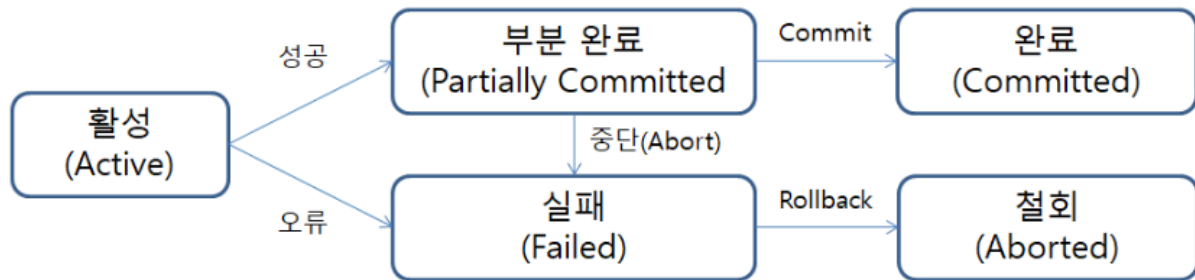 부분 완료
(Partially Committed
Commit
완료
(Committed)
성공
활성
(Active)
중단(Abort)
오류
실패
(Failed)
Rollback
철회
(Aborted)